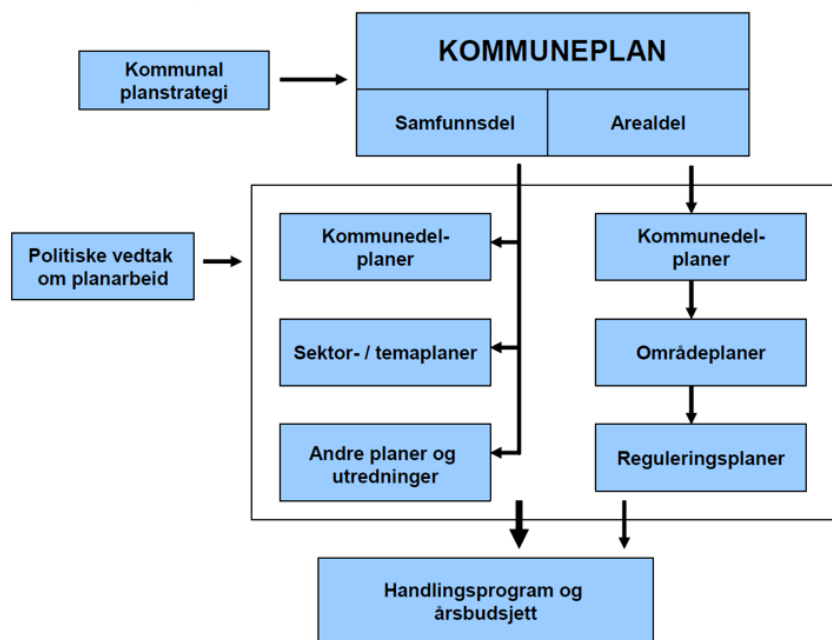 KOMMUNEPLAN
Kommunal
planstrategi
Samfunnsdel
Arealdel
Politiske vedtak
om planarbeid
Kommunedel-
planer
Kommunedel-
planer
Sektor- / temaplaner
Områdeplaner
Andre planer og
utredninger
Reguleringsplaner
Handlingsprogram og
årsbudsjett